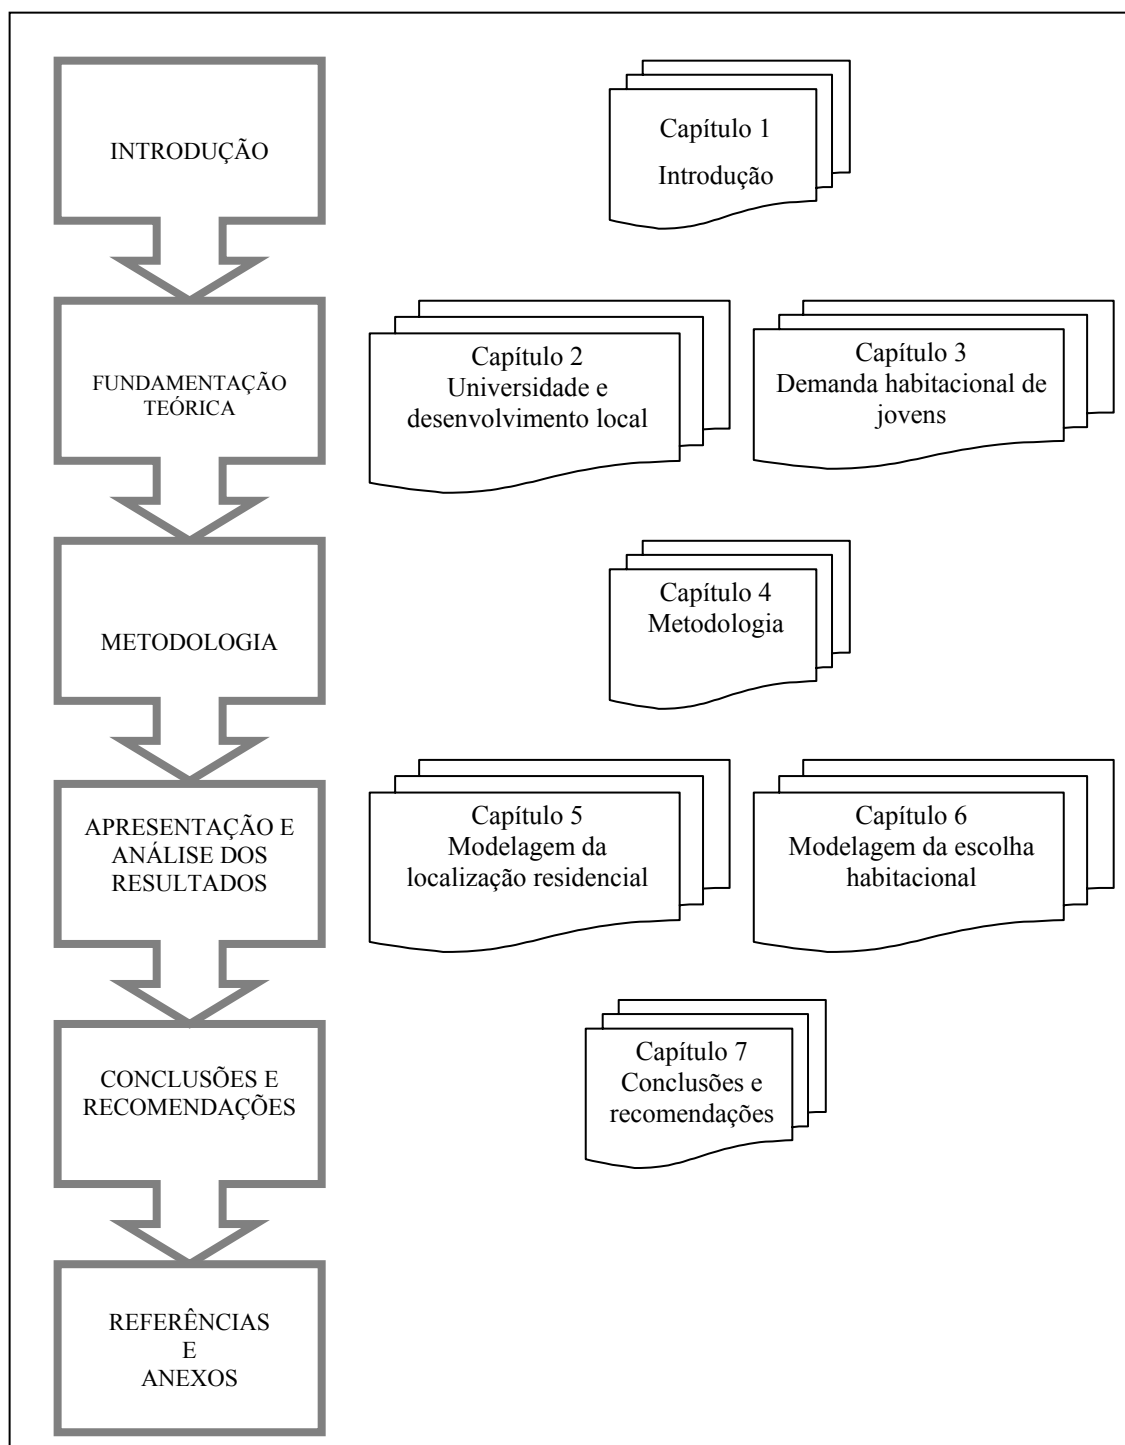 INTRODUÇÃO
Capítulo 1
Introdução
FUNDAMENTAÇÃO
TEÓRICA
Capítulo 2
Universidade e
desenvolvimento local
Capítulo 3
Demanda habitacional de
jovens
METODOLOGIA
Capítulo 4
Metodologia
APRESENTAÇÃO E
ANÁLISE DOS
RESULTADOS
Capítulo 5
Modelagem da
localização residencial
Capítulo 6
Modelagem da escolha
habitacional
CONCLUSÕES E
RECOMENDAÇÕES
Capítulo 7
Conclusões e
recomendações
REFERÊNCIAS
E
ANEXOS